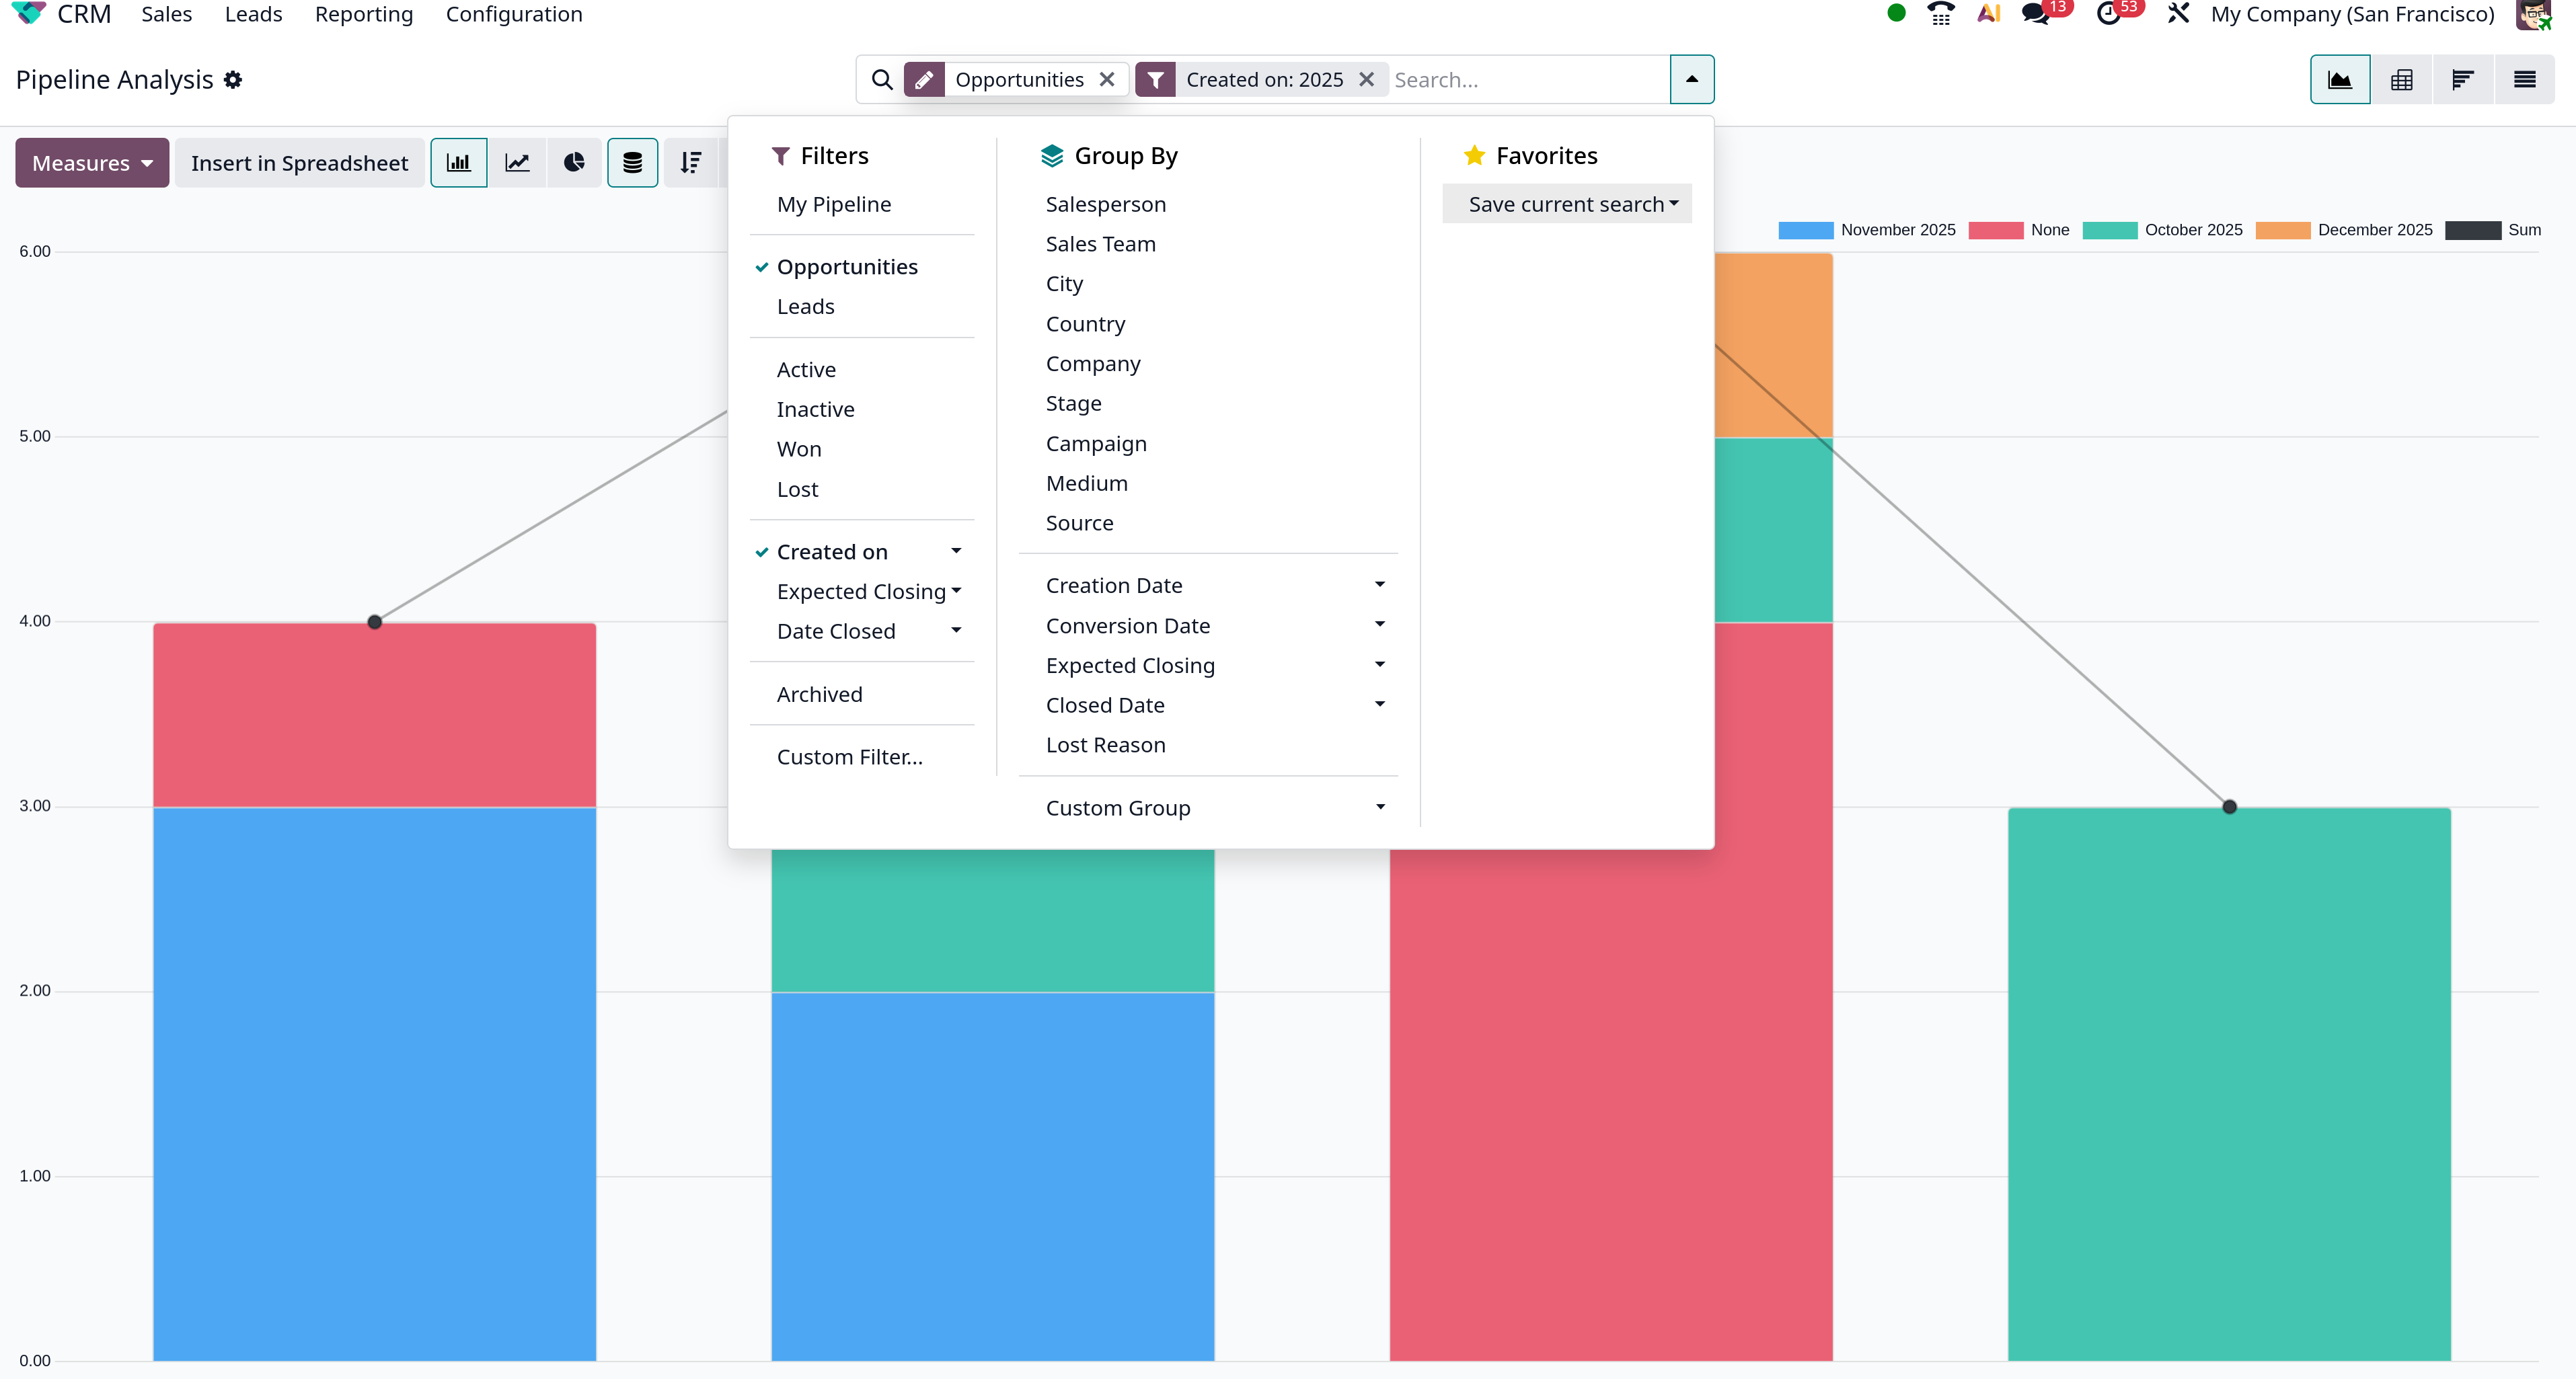 CRM Sales Leads Reporting Configuration 13 53 My Company (San Francisco)
AI
Pipeline Analysis Opportunities Created on: 2025 Search...
Measures Insert in Spreadsheet
Filters
My Pipeline
Opportunities
Leads
Active
Inactive
Won
Lost
Created on
Expected Closing
Date Closed
Archived
Custom Filter...
Group By
Salesperson
Sales Team
City
Country
Company
Stage
Campaign
Medium
Source
Creation Date
Conversion Date
Expected Closing
Closed Date
Lost Reason
Custom Group
Favorites
Save current search
November 2025 None October 2025 December 2025 Sum
6.00
5.00
4.00
3.00
2.00
1.00
0.00